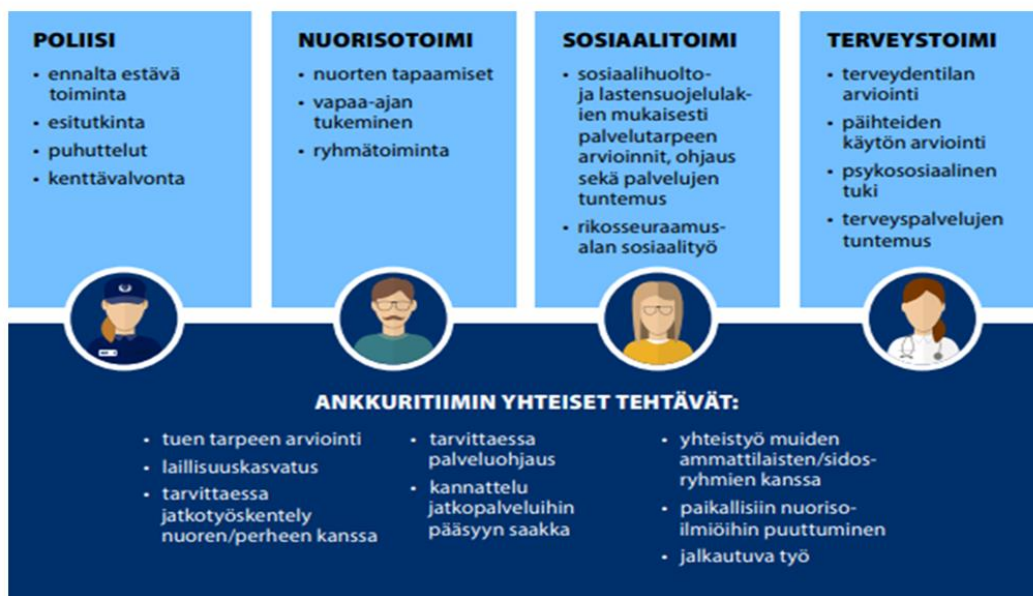 POLIISI
• ennalta estävä
toiminta
• esitutkinta
• puhuttelut
• kenttävalvonta
NUORISOTOIMI
• nuorten tapaamiset
• vapaa-ajan
tukeminen
• ryhmätoiminta
SOSIAALITOIMI
• sosiaalihuolto-
ja lastensuojelulak-
ien mukaisesti
palvelutarpeen
arvioinnit, ohjaus
sekä palvelujen
tuntemus
• rikosseuraamus-
alan sosiaalityö
TERVEYSTOIMI
• terveydentilan
arviointi
• päihteiden
käytön arviointi
• psykososiaalinen
tuki
• terveyspalvelujen
tuntemus
ANKKURITIIMIN YHTEISET TEHTÄVÄT:
• tuen tarpeen arviointi
• laillisuuskasvatus
• tarvittaessa
jatkotyöskentely
nuoren/perheen kanssa
• tarvittaessa
palveluohjaus
• kannattelu
jatkopalveluihin
pääsyyn saakka
• yhteistyö muiden
ammattilaisten/sidos-
ryhmien kanssa
• paikallisiin nuoriso-
ilmiöihin puuttuminen
• jalkautuva työ